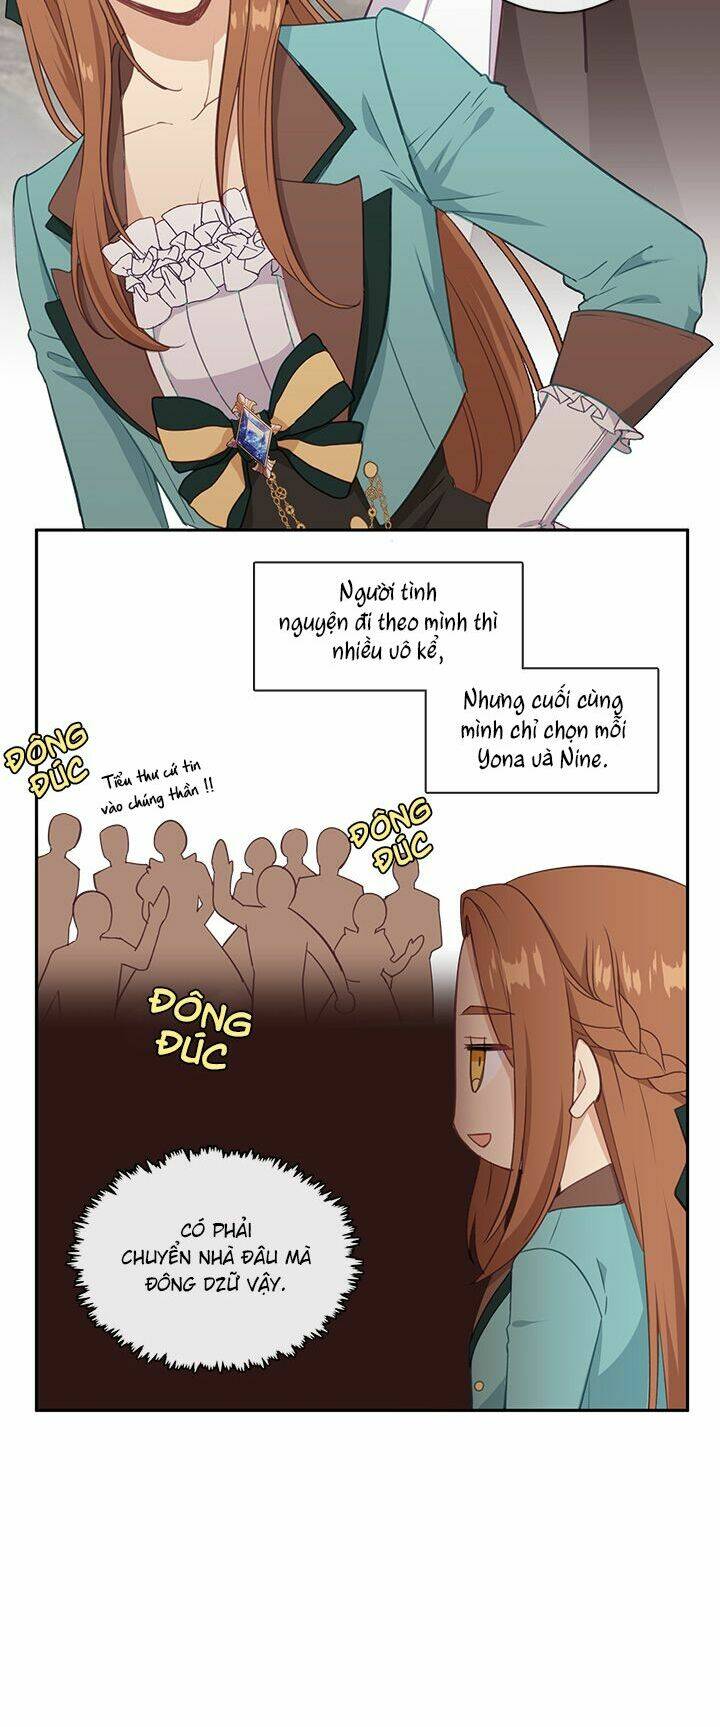 Người tình
nguyện đi theo mình thì
nhiều vô kể,
Nhưng cuối cùng
mình chỉ chọn mỗi
Yona và Nine.
ĐÔNG
ĐÚC
Tiểu thư cứ tin
vào chúng thần !!
ĐÔNG
ĐÚC
ĐÔNG
ĐÚC
CÓ PHẢI
CHUYỂN NHÀ ĐÂU MÀ
ĐÔNG DZỮ VẬY.